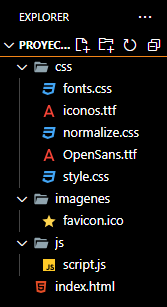 EXPLORER
PROYEC...
css
fonts.css
iconos.ttf
normalize.css
OpenSans.ttf
style.css
imagenes
favicon.ico
js
script.js
index.html